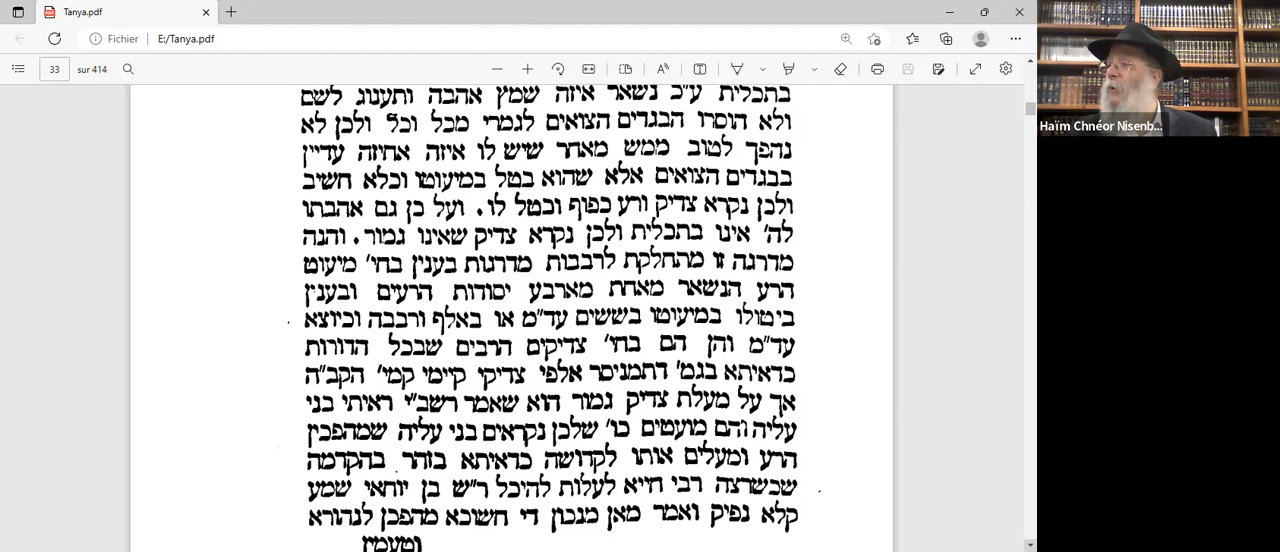 Tanya.pdf
Fichier
E:/Tanya.pdf
33
sur 414
Haïm Chnéor Nisenb...
בתכלית ע״כ נשאר איזה שמץ אהבה ותענוג לשם
ולא הוסרו הבגדים הצואים לגמרי מכל וכל ולכן לא
נהפך לטוב ממש מאחר שיש לו איזה אחיזה עדיין
בבגדים הצואים אלא שהוא בטל במיעוטו וכלא חשיב
ולכן נקרא צדיק ורע כפוף ובטל לו. ועל כן גם אהבתו
לה׳ אינו בתכלית ולכן נקרא צדיק שאינו גמור. והנה
מדרגה זו מתחלקת לרבבות מדרגות בענין בחי׳ מיעוט
הרע הנשאר מאחת מארבע יסודות הרעים ובענין
ביטולו במיעוטו בששים עד״מ או באלף ורבבה וכיוצא
עד״מ והן הם בחי׳ צדיקים הרבים שבכל הדורות
כדאיתא בגמ׳ דתמניסר אלפי צדיקי קיימי קמי׳ הקב״ה
אך על מעלת צדיק גמור הוא שאמר רשב״י ראיתי בני
עליה והם מועטים כו׳ שלכן נקראים בני עליה שמהפכין
הרע ומעלים אותו לקדושה כדאיתא בזהר בהקדמה
שכשרצה רבי חייא לעלות להיכל ר״ש בן יוחאי שמע
קלא נפיק ואמר מאן מנכון די חשוכא מהפכן לנהורא
וטעמין